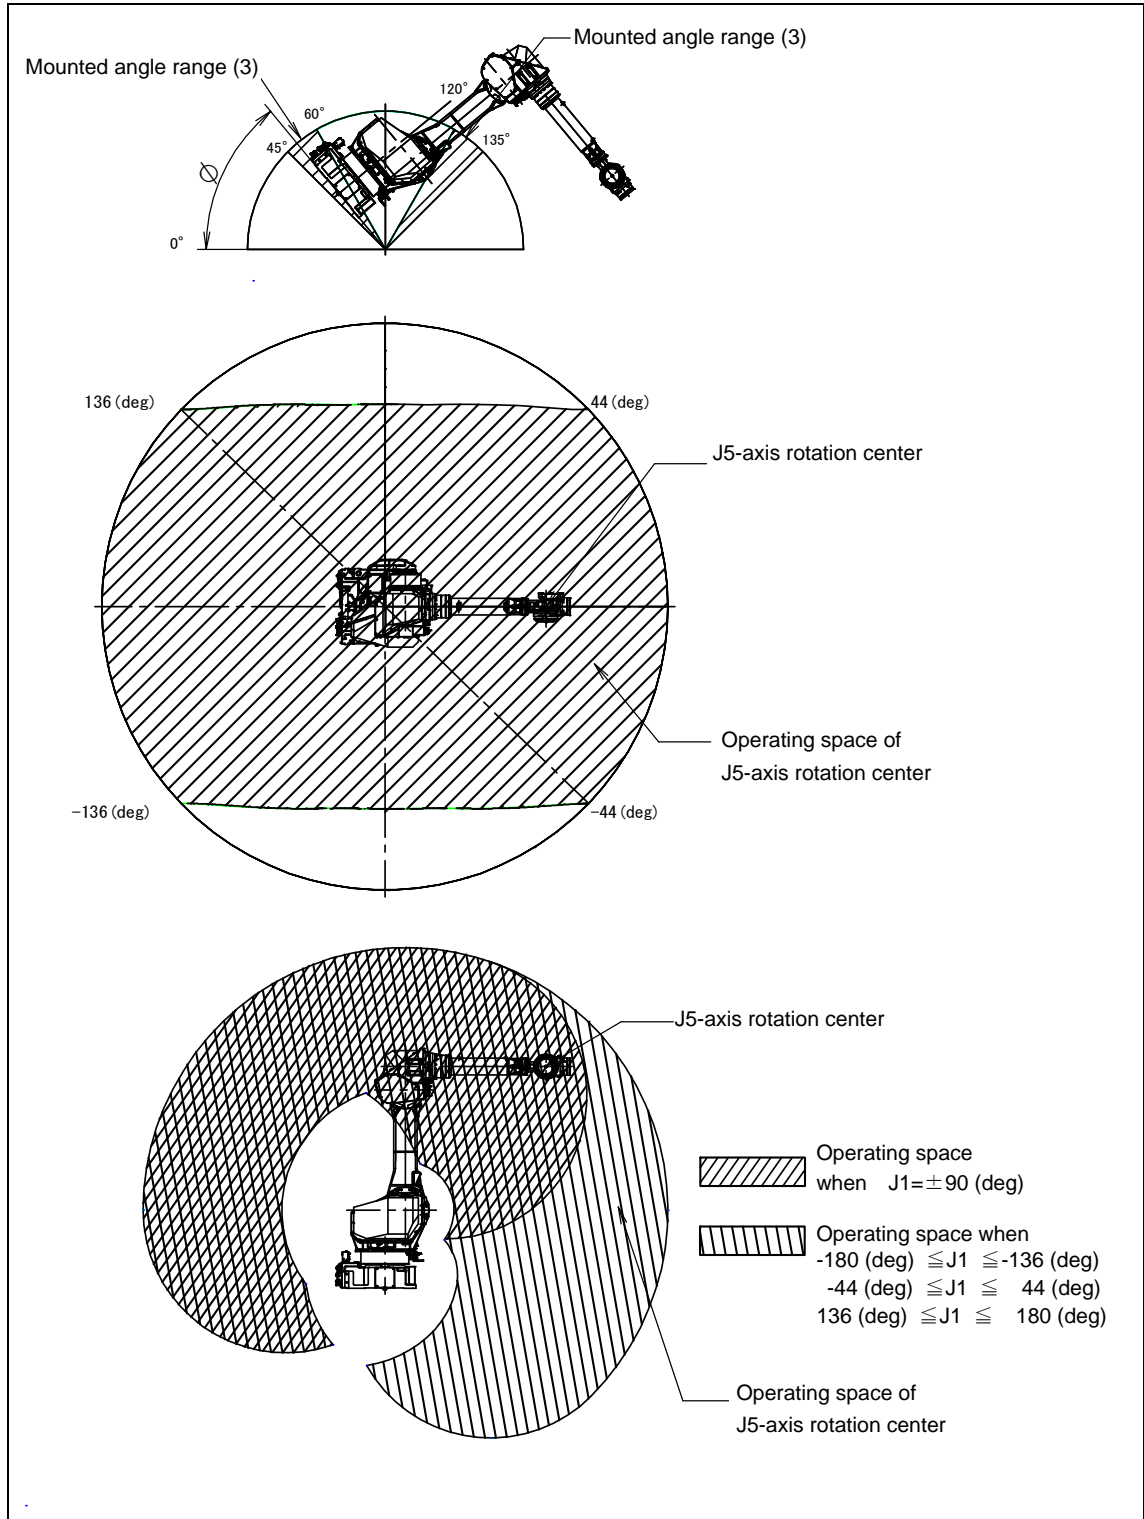 Mounted angle range (3)
Mounted angle range (3)
120°
60°
135°
45°
∅
0°
136(deg)
44(deg)
J5-axis rotation center
Operating space of
J5-axis rotation center
-136(deg)
-44(deg)
J5-axis rotation center
Operating space
when J1=±90 (deg)
Operating space when
-180 (deg) ≦J1 ≦-136 (deg)
-44 (deg) ≦J1 ≦ 44 (deg)
136 (deg) ≦J1 ≦ 180 (deg)
Operating space of
J5-axis rotation center